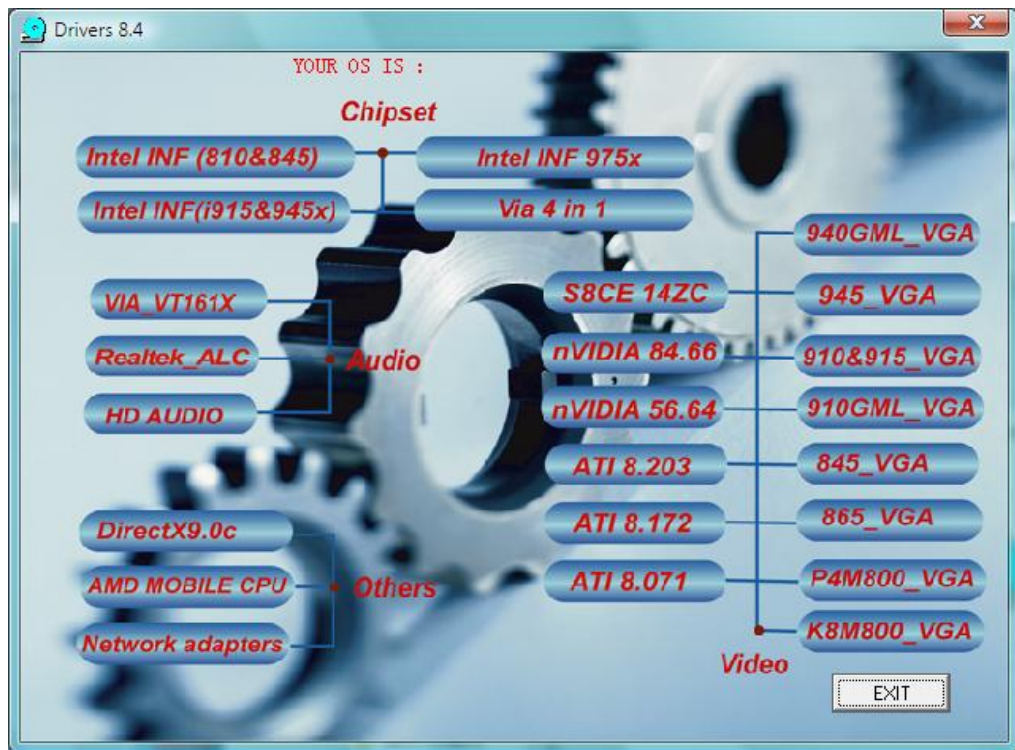 Drivers 8.4
YOUR OS IS :
Chipset
Intel INF (810&845)
Intel INF 975x
Intel INF(i915&945x)
Via 4 in 1
VIA_VT161X
Realtek_ALC
HD AUDIO
Audio
DirectX9.0c
AMD MOBILE CPU
Network adapters
Others
S8CE 14ZC
nVIDIA 84.66
nVIDIA 56.64
ATI 8.203
ATI 8.172
ATI 8.071
940GML_VGA
945_VGA
910&915_VGA
910GML_VGA
845_VGA
865_VGA
P4M800_VGA
K8M800_VGA
Video
EXIT